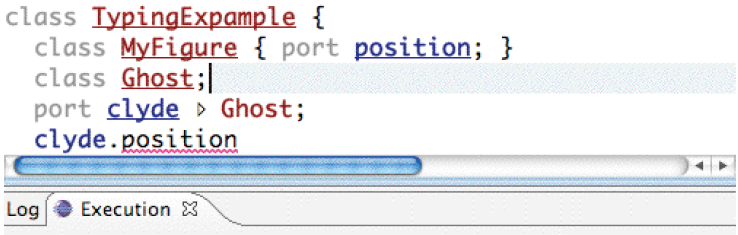 class TypingExpample {
class MyFigure { port position; }
class Ghost;
port clyde ▹ Ghost;
clyde.position
Log Execution